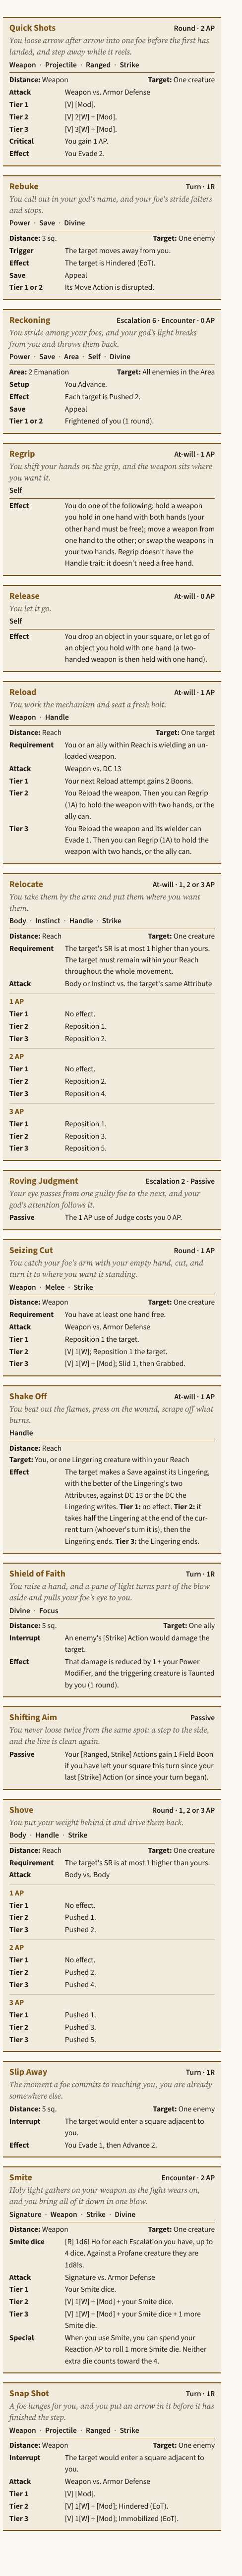 Quick Shots Round · 2 AP
You loose arrow after arrow into one foe before the first has
landed, and step away while it reels.
Weapon · Projectile · Ranged · Strike
Distance: Weapon Target: One creature
Attack Weapon vs. Armor Defense
Tier 1 [V] [Mod].
Tier 2 [V] 2[W] + [Mod].
Tier 3 [V] 3[W] + [Mod].
Critical You gain 1 AP.
Effect You Evade 2.
Rebuke Turn · 1R
You call out in your god's name, and your foe's stride falters
and stops.
Power · Save · Divine
Distance: 3 sq. Target: One enemy
Trigger The target moves away from you.
Effect The target is Hindered (EoT).
Save Appeal
Tier 1 or 2 Its Move Action is disrupted.
Reckoning Escalation 6 · Encounter · 0 AP
You stride among your foes, and your god's light breaks
from you and throws them back.
Power · Save · Area · Self · Divine
Area: 2 Emanation Target: All enemies in the Area
Setup You Advance.
Effect Each target is Pushed 2.
Save Appeal
Tier 1 or 2 Frightened of you (1 round).
Regrip At-will · 1 AP
You shift your hands on the grip, and the weapon sits where
you want it.
Self
Effect You do one of the following: hold a weapon
you hold in one hand with both hands (your
other hand must be free); move a weapon from
one hand to the other; or swap the weapons in
your two hands. Regrip doesn't have the
Handle trait: it doesn't need a free hand.
Release At-will · 0 AP
You let it go.
Self
Effect You drop an object in your square, or let go of
an object you hold with one hand (a two-
handed weapon is then held with one hand).
Reload At-will · 1 AP
You work the mechanism and seat a fresh bolt.
Weapon · Handle
Distance: Reach Target: One target
Requirement You or an ally within Reach is wielding an un-
loaded weapon.
Attack Weapon vs. DC 13
Tier 1 Your next Reload attempt gains 2 Boons.
Tier 2 You Reload the weapon. Then you can Regrip
(1A) to hold the weapon with two hands, or the
ally can.
Tier 3 You Reload the weapon and its wielder can
Evade 1. Then you can Regrip (1A) to hold the
weapon with two hands, or the ally can.
Relocate At-will · 1, 2 or 3 AP
You take them by the arm and put them where you want
them.
Body · Instinct · Handle · Strike
Distance: Reach Target: One creature
Requirement The target's SR is at most 1 higher than yours.
The target must remain within your Reach
throughout the whole movement.
Attack Body or Instinct vs. the target's same Attribute
1 AP
Tier 1 No effect.
Tier 2 Reposition 1.
Tier 3 Reposition 2.
2 AP
Tier 1 No effect.
Tier 2 Reposition 2.
Tier 3 Reposition 4.
3 AP
Tier 1 Reposition 1.
Tier 2 Reposition 3.
Tier 3 Reposition 5.
Roving Judgment Escalation 2 · Passive
Your eye passes from one guilty foe to the next, and your
god's attention follows it.
Passive The 1 AP use of Judge costs you 0 AP.
Seizing Cut Round · 1 AP
You catch your foe's arm with your empty hand, cut, and
turn it to where you want it standing.
Weapon · Melee · Strike
Distance: Weapon Target: One creature
Requirement You have at least one hand free.
Attack Weapon vs. Armor Defense
Tier 1 Reposition 1 the target.
Tier 2 [V] 1[W]; Reposition 1 the target.
Tier 3 [V] 1[W] + [Mod]; Slid 1, then Grabbed.
Shake Off At-will · 1 AP
You beat out the flames, press on the wound, scrape off what
burns.
Handle
Distance: Reach
Target: You, or one Lingering creature within your Reach
Effect The target makes a Save against its Lingering,
with the better of the Lingering's two
Attributes, against DC 13 or the DC the
Lingering writes. Tier 1: no effect. Tier 2: it
takes half the Lingering at the end of the cur-
rent turn (whoever's turn it is), then the
Lingering ends. Tier 3: the Lingering ends.
Shield of Faith Turn · 1R
You raise a hand, and a pane of light turns part of the blow
aside and pulls your foe's eye to you.
Divine · Focus
Distance: 5 sq. Target: One ally
Interrupt An enemy's [Strike] Action would damage the
target.
Effect That damage is reduced by 1 + your Power
Modifier, and the triggering creature is Taunted
by you (1 round).
Shifting Aim Passive
You never loose twice from the same spot: a step to the side,
and the line is clean again.
Passive Your [Ranged, Strike] Actions gain 1 Field Boon
if you have left your square this turn since your
last [Strike] Action (or since your turn began).
Shove Round · 1, 2 or 3 AP
You put your weight behind it and drive them back.
Body · Handle · Strike
Distance: Reach Target: One creature
Requirement The target's SR is at most 1 higher than yours.
Attack Body vs. Body
1 AP
Tier 1 No effect.
Tier 2 Pushed 1.
Tier 3 Pushed 2.
2 AP
Tier 1 No effect.
Tier 2 Pushed 2.
Tier 3 Pushed 4.
3 AP
Tier 1 Pushed 1.
Tier 2 Pushed 3.
Tier 3 Pushed 5.
Slip Away Turn · 1R
The moment a foe commits to reaching you, you are already
somewhere else.
Distance: 5 sq. Target: One enemy
Interrupt The target would enter a square adjacent to
you.
Effect You Evade 1, then Advance 2.
Smite Encounter · 2 AP
Holy light gathers on your weapon as the fight wears on,
and you bring all of it down in one blow.
Signature · Weapon · Strike · Divine
Distance: Weapon Target: One creature
Smite dice [R] 1d6! Ho for each Escalation you have, up to
4 dice. Against a Profane creature they are
1d8!s.
Attack Signature vs. Armor Defense
Tier 1 Your Smite dice.
Tier 2 [V] 1[W] + [Mod] + your Smite dice.
Tier 3 [V] 1[W] + [Mod] + your Smite dice + 1 more
Smite die.
Special When you use Smite, you can spend your
Reaction AP to roll 1 more Smite die. Neither
extra die counts toward the 4.
Snap Shot Turn · 1R
A foe lunges for you, and you put an arrow in it before it has
finished the step.
Weapon · Projectile · Ranged · Strike
Distance: Weapon Target: One enemy
Interrupt The target would enter a square adjacent to
you.
Attack Weapon vs. Armor Defense
Tier 1 [V] [Mod].
Tier 2 [V] 1[W] + [Mod]; Hindered (EoT).
Tier 3 [V] 1[W] + [Mod]; Immobilized (EoT).